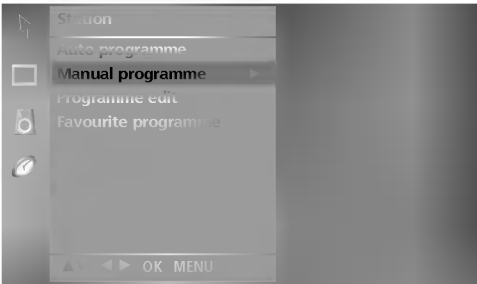 Station
Auto programme
Manual programme
Programme edit
Favourite programme
OK MENU